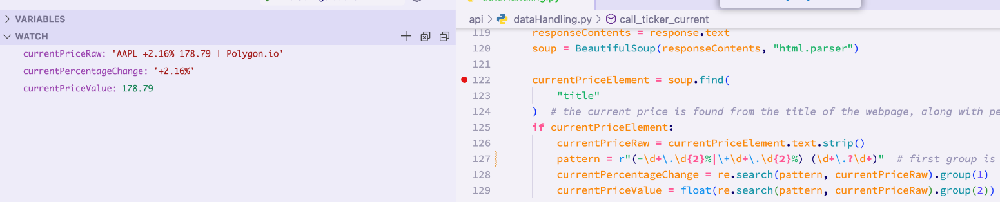 VARIABLES
WATCH
currentPriceRaw: 'AAPL +2.16% 178.79 | Polygon.io'
currentPercentageChange: '+2.16%'
currentPriceValue: 178.79
api > dataHandling.py > call_ticker_current
119 responseContents = response.text
120 soup = BeautifulSoup(responseContents, "html.parser")
121
122 currentPriceElement = soup.find(
123 "title"
124 ) # the current price is found from the title of the webpage, along with pe
125 if currentPriceElement:
126 currentPriceRaw = currentPriceElement.text.strip()
127 pattern = r"(-\d+\.\d{2}%|\+\d+\.\d{2}%) (\d+\.?\d+)" # first group is
128 currentPercentageChange = re.search(pattern, currentPriceRaw).group(1)
129 currentPriceValue = float(re.search(pattern, currentPriceRaw).group(2))